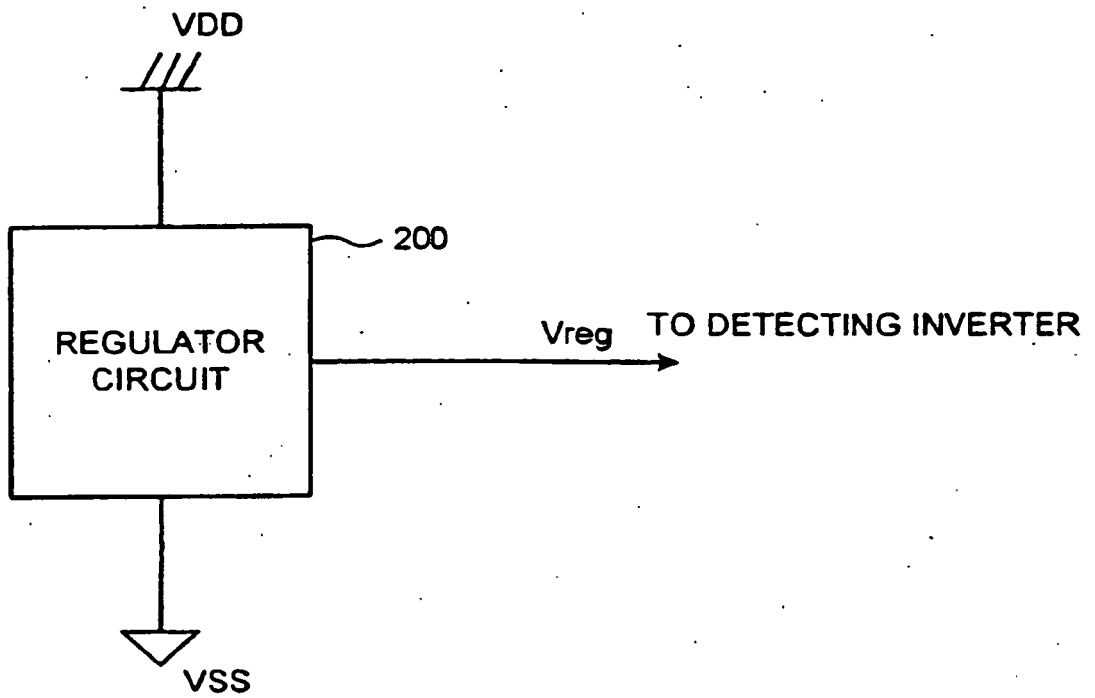 VDD
200
REGULATOR
CIRCUIT
Vreg
TO DETECTING INVERTER
VSS